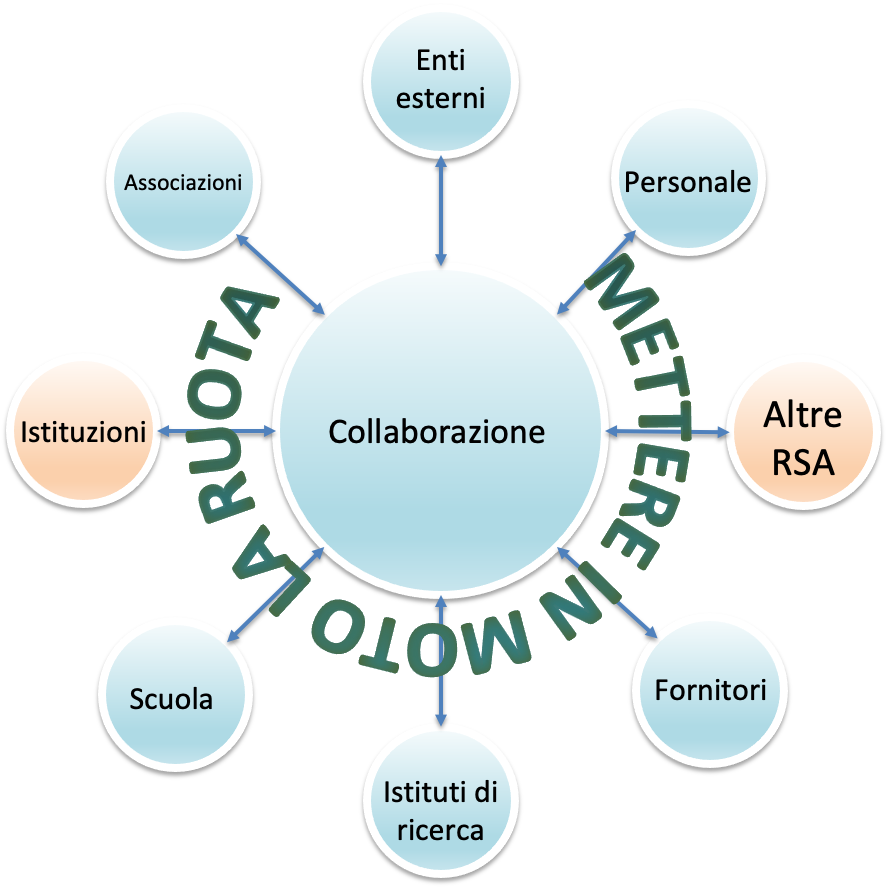 Enti
esterni
Personale
Altre
RSA
Fornitori
Istituti di
ricerca
Scuola
Istituzioni
Associazioni
Collaborazione
METTERE IN MOTO LA RUOTA